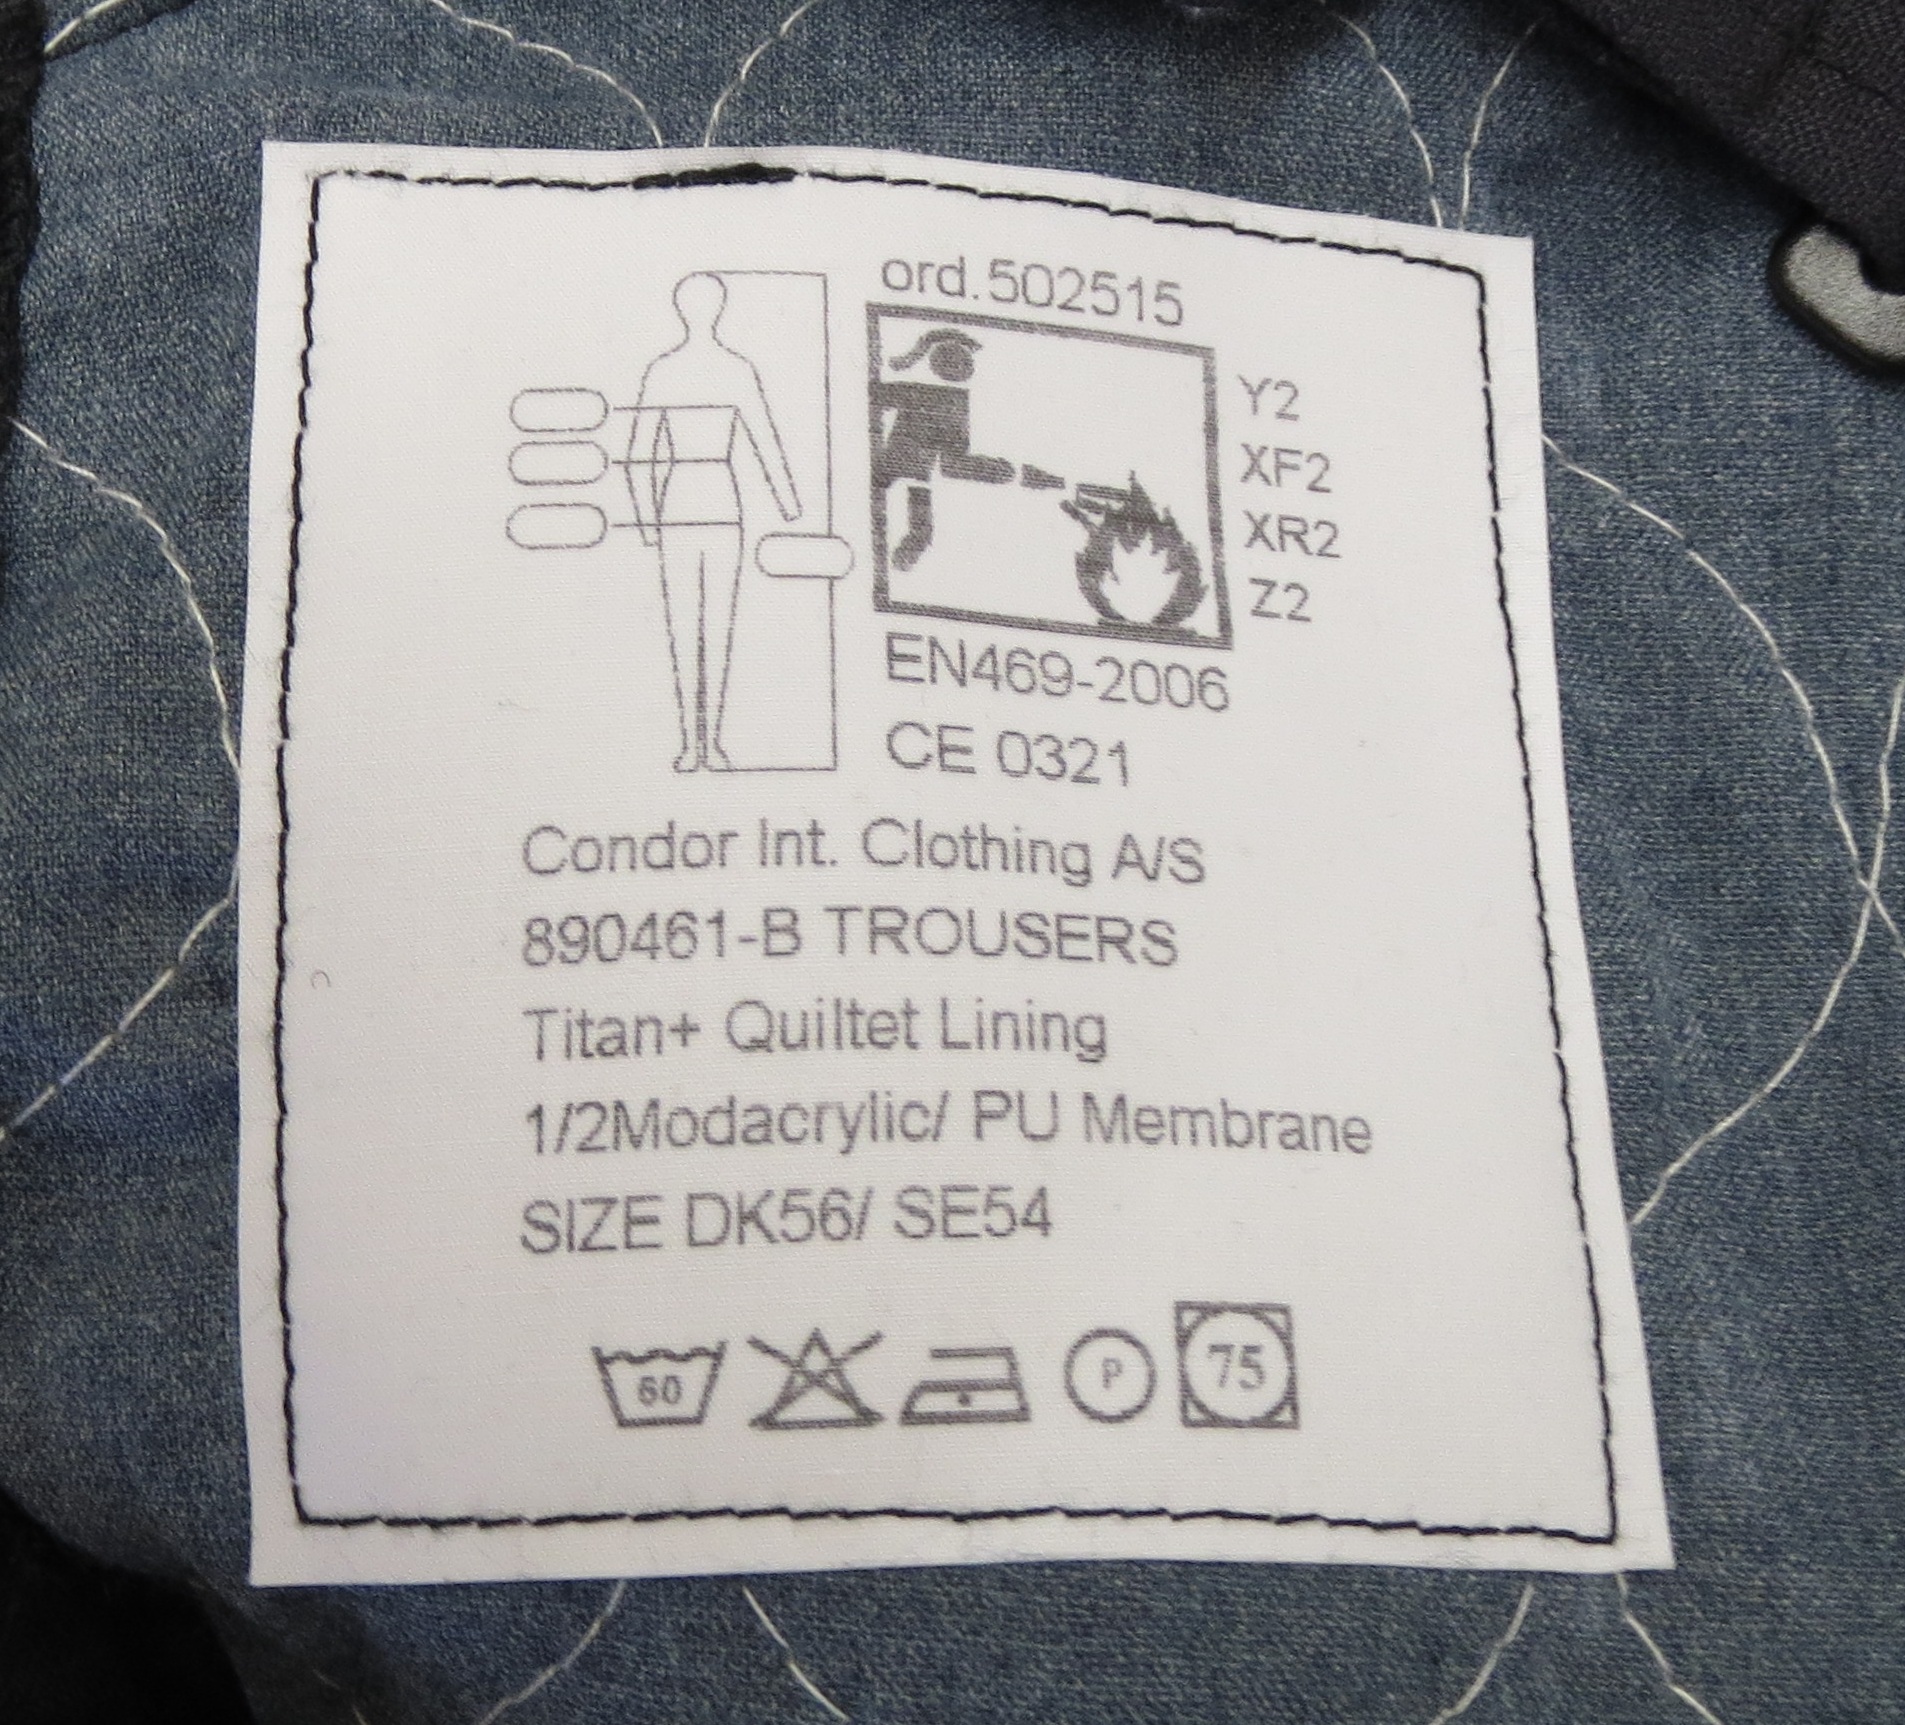 ord.502515
Y2
XF2
XR2
Z2
EN469-2006
CE 0321
Condor Int. Clothing A/S
890461-B TROUSERS
Titan+ Quiltet Lining
1/2Modacrylic/ PU Membrane
SIZE DK56/ SE54
60 P 75